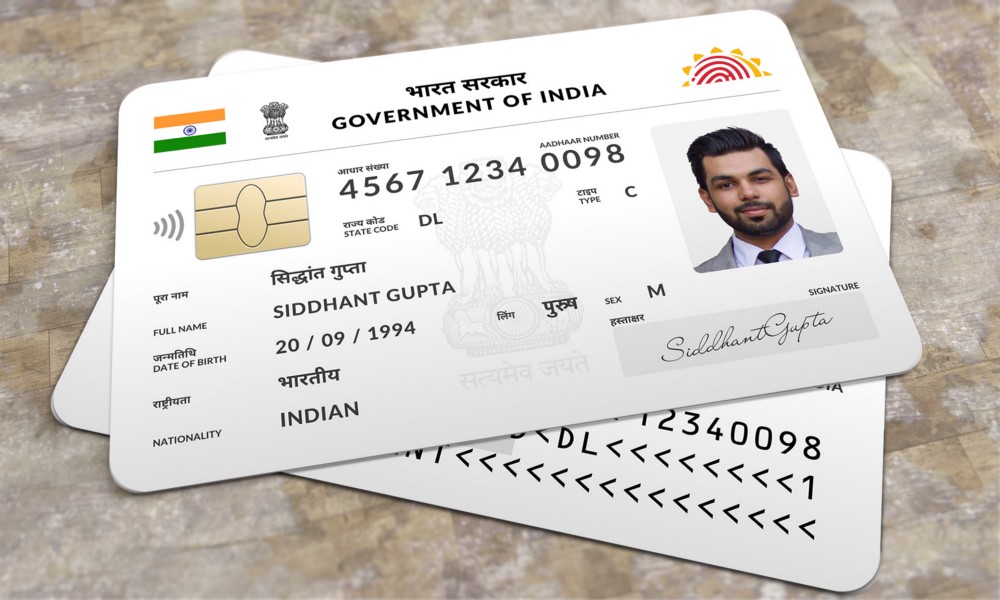 भारत सरकार
GOVERNMENT OF INDIA
आधार संख्या
AADHAAR NUMBER
4567 1234 0098
राज्य कोड
STATE CODE
DL
टाइप
TYPE
C
पूरा नाम
सिद्धांत गुप्ता
FULL NAME
SIDDHANT GUPTA
जन्मतिथि
DATE OF BIRTH
20 / 09 / 1994
लिंग
पुरुष
SEX
M
राष्ट्रीयता
भारतीय
NATIONALITY
INDIAN
हस्ताक्षर
SIGNATURE
SiddhantGupta
सत्यमेव जयते
12340098
<DL<<<<<<<<<1
<<<<<<<<<<<<<<<<<